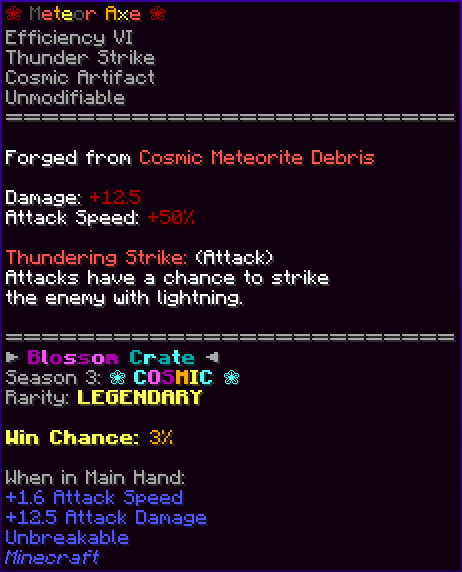 ❀ Meteor Axe ❀
Efficiency VI
Thunder Strike
Cosmic Artifact
Unmodifiable
Forged from Cosmic Meteorite Debris
Damage: +12.5
Attack Speed: +50%
Thundering Strike: (Attack)
Attacks have a chance to strike
the enemy with lightning.
► Blossom Crate ◄
Season 3: ❀ COSMIC ❀
Rarity: LEGENDARY
Win Chance: 3%
When in Main Hand:
+1.6 Attack Speed
+12.5 Attack Damage
Unbreakable
Minecraft